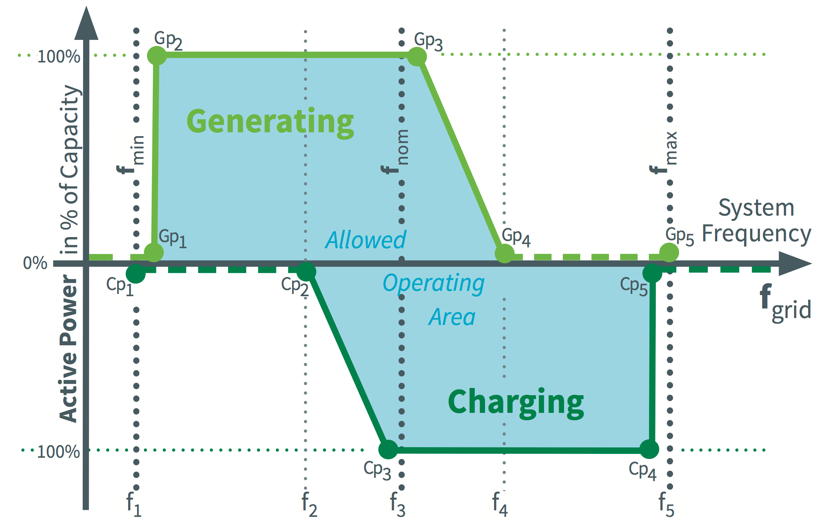 Gp2
Gp3
100%
Generating
in % of Capacity
fmin
fnom
fmax
System
Frequency
Gp1
Allowed
Gp4
Gp5
0%
Cp1
Cp2
Operating
Cp5
Area
fgrid
Active Power
Charging
-100%
Cp3
Cp4
f1
f2
f3
f4
f5